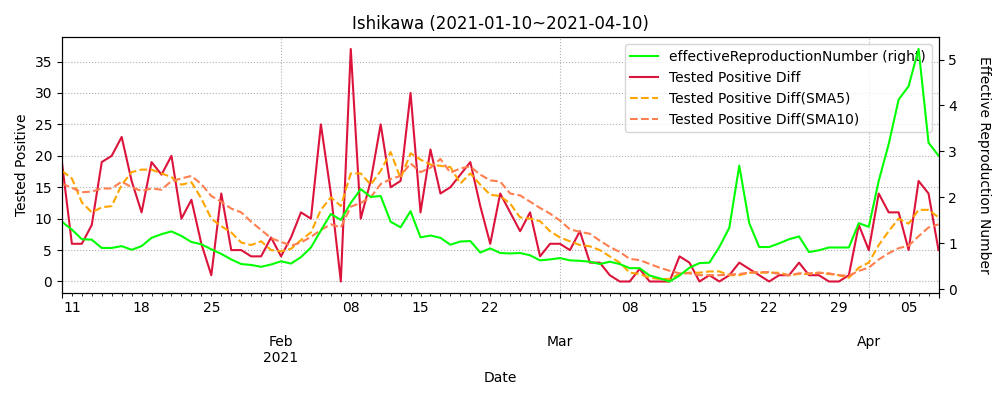 Ishikawa (2021-01-10~2021-04-10)
effectiveReproductionNumber (right)
Tested Positive Diff
Tested Positive Diff(SMA5)
Tested Positive Diff(SMA10)
Tested Positive
35
30
25
20
15
10
5
0
Effective Reproduction Number
5
4
3
2
1
0
11 18 25 08 15 22 08 15 22 29 05
Feb Mar Apr
2021
Date